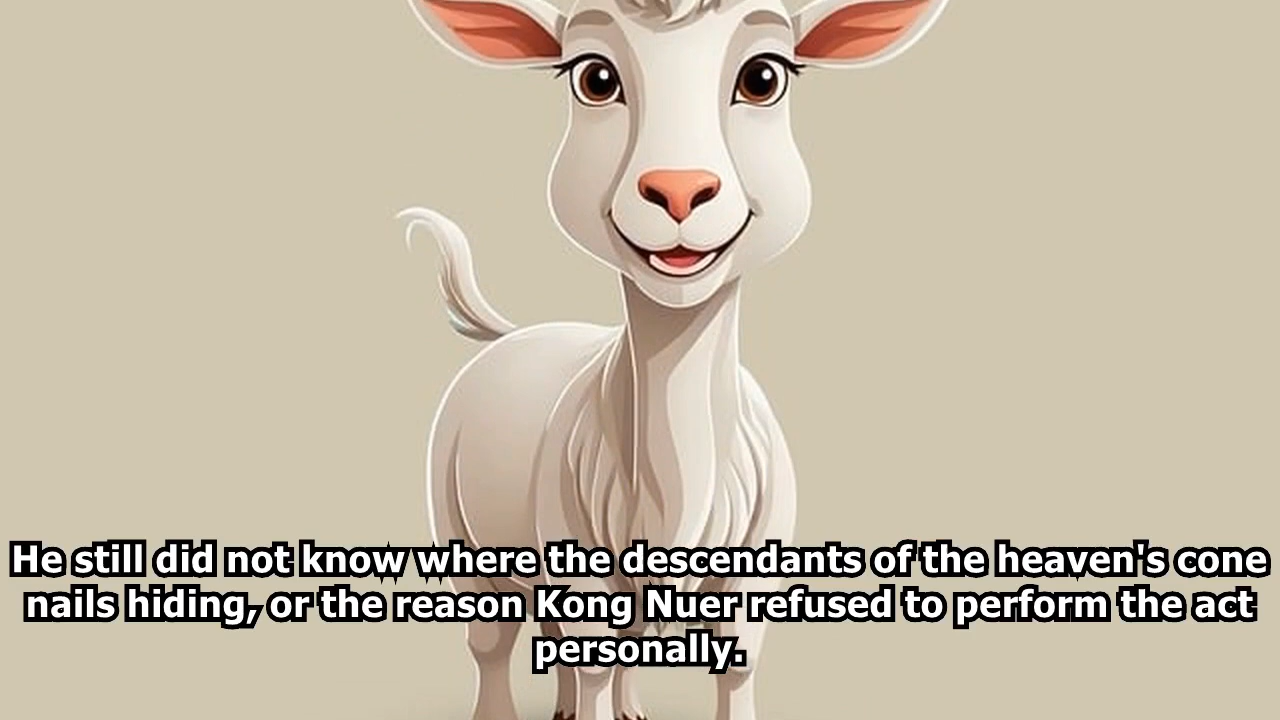 He still did not know where the descendants of the heaven's cone
nails hiding, or the reason Kong Nuer refused to perform the act
personally.